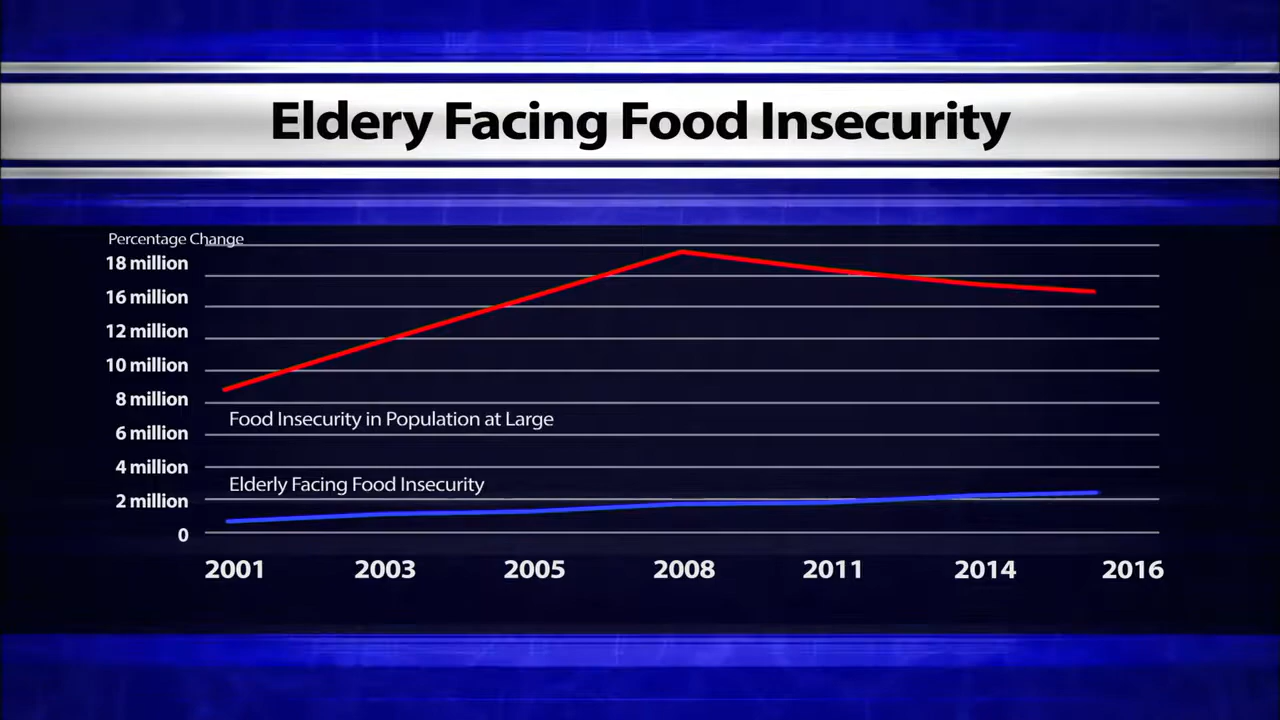 Eldery Facing Food Insecurity
Percentage Change
18 million
16 million
12 million
10 million
8 million
Food Insecurity in Population at Large
6 million
4 million
Elderly Facing Food Insecurity
2 million
0
2001 2003 2005 2008 2011 2014 2016